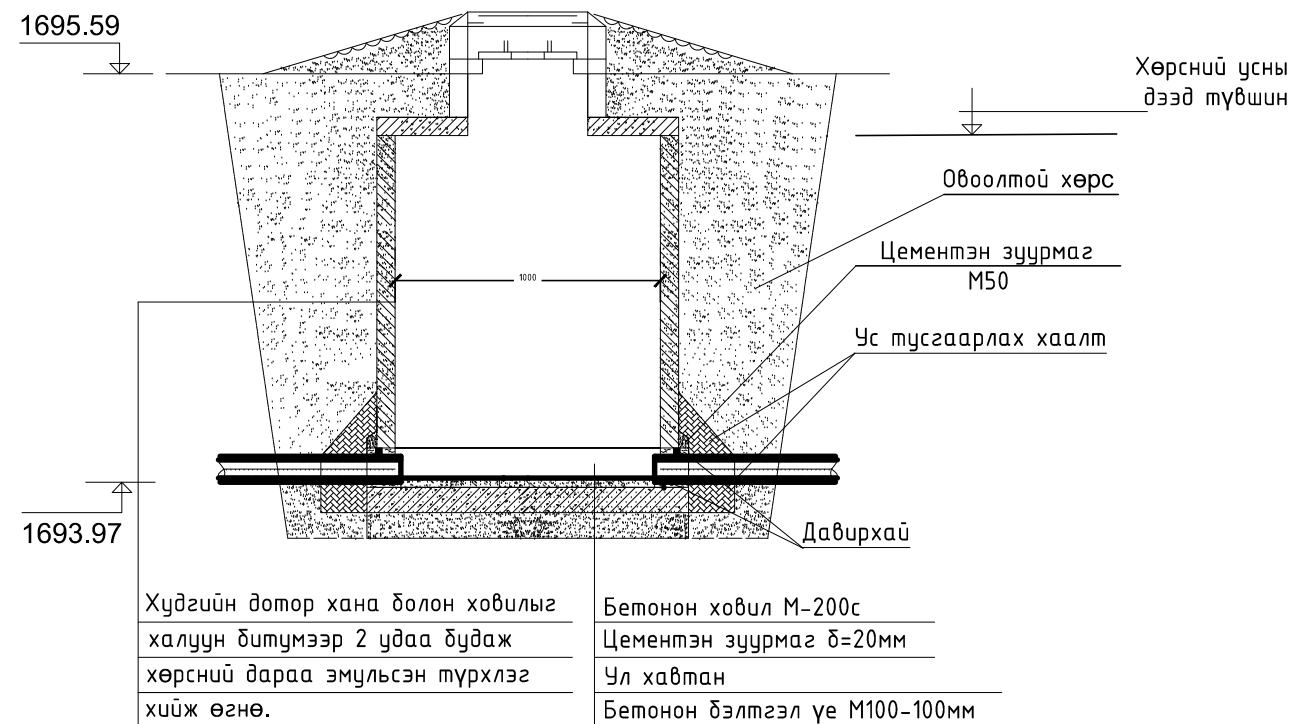 1695.59
Хөрсний усны
дээд түвшин
Овоолтой хөрс
Цементэн зуурмаг
М50
1000
Ус тусгаарлах хаалт
1693.97
Давирхай
Худгийн дотор хана болон ховилыг
халуун битумээр 2 удаа будаж
хөрсний дараа эмульсэн түрхлэг
хийж өгнө.
Бетонон ховил М-200с
Цементэн зуурмаг δ=20мм
Ул хавтан
Бетонон бэлтгэл үе М100-100мм